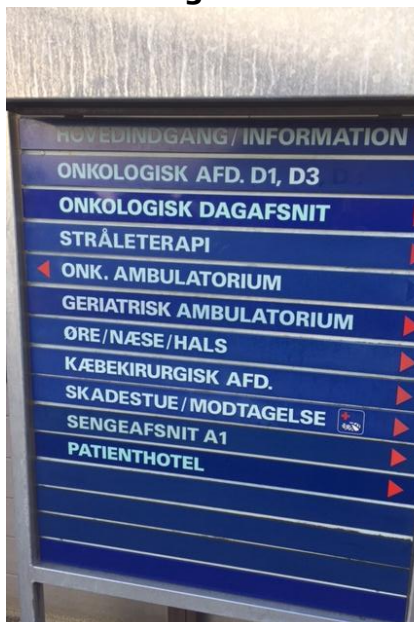 HOVEDINDGANG/INFORMATION
ONKOLOGISK AFD. D1, D3
ONKOLOGISK DAGAFSNIT
STRÅLETERAPI
ONK. AMBULATORIUM
GERIATRISK AMBULATORIUM
ØRE/NÆSE/HALS
KÆBEKIRURGISK AFD.
SKADESTUE/MODTAGELSE
SENGEAFSNIT A1
PATIENTHOTEL